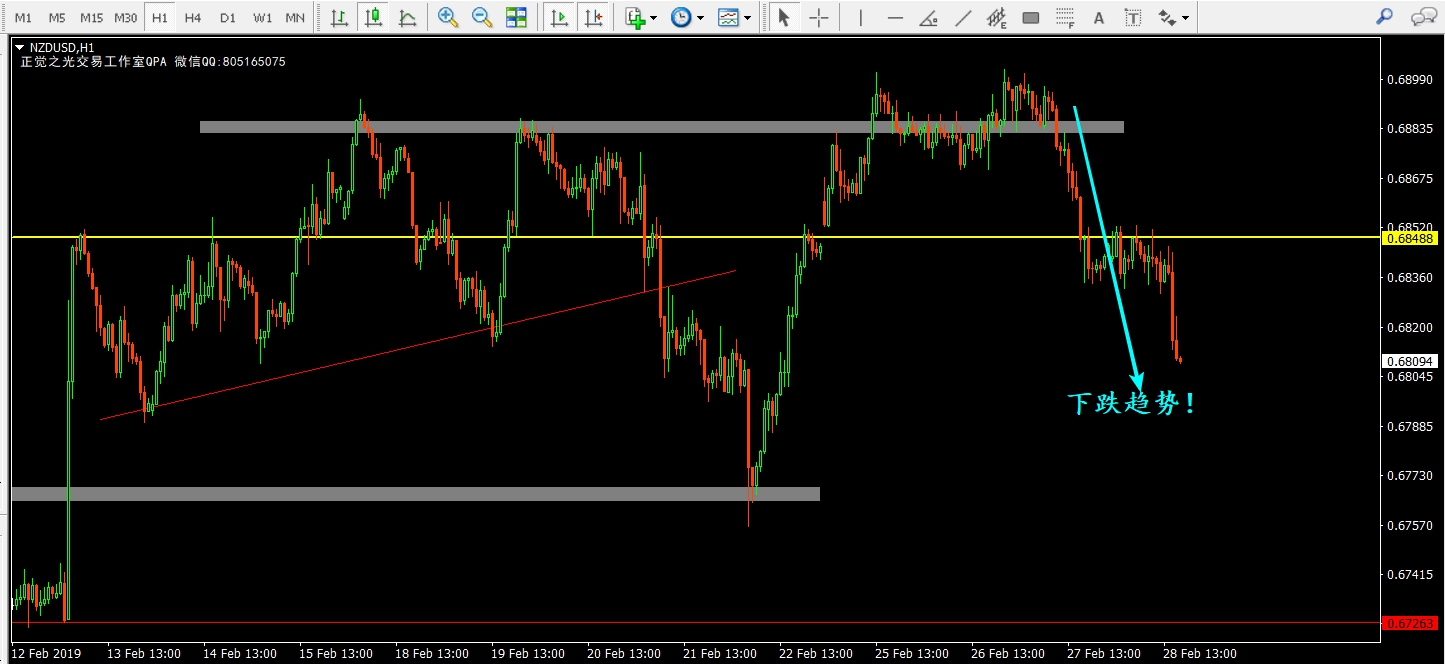 M1 M5 M15 M30 H1 H4 D1 W1 MN E F A T
NZDUSD,H1
正觉之光交易工作室QPA 微信QQ:805165075
0.68990
0.68835
0.68675
0.68520
0.68488
0.68360
0.68200
0.68094
0.68045
下跌趋势！
0.67885
0.67730
0.67570
0.67415
0.67263
12 Feb 2019 13 Feb 13:00 14 Feb 13:00 15 Feb 13:00 18 Feb 13:00 19 Feb 13:00 20 Feb 13:00 21 Feb 13:00 22 Feb 13:00 25 Feb 13:00 26 Feb 13:00 27 Feb 13:00 28 Feb 13:00